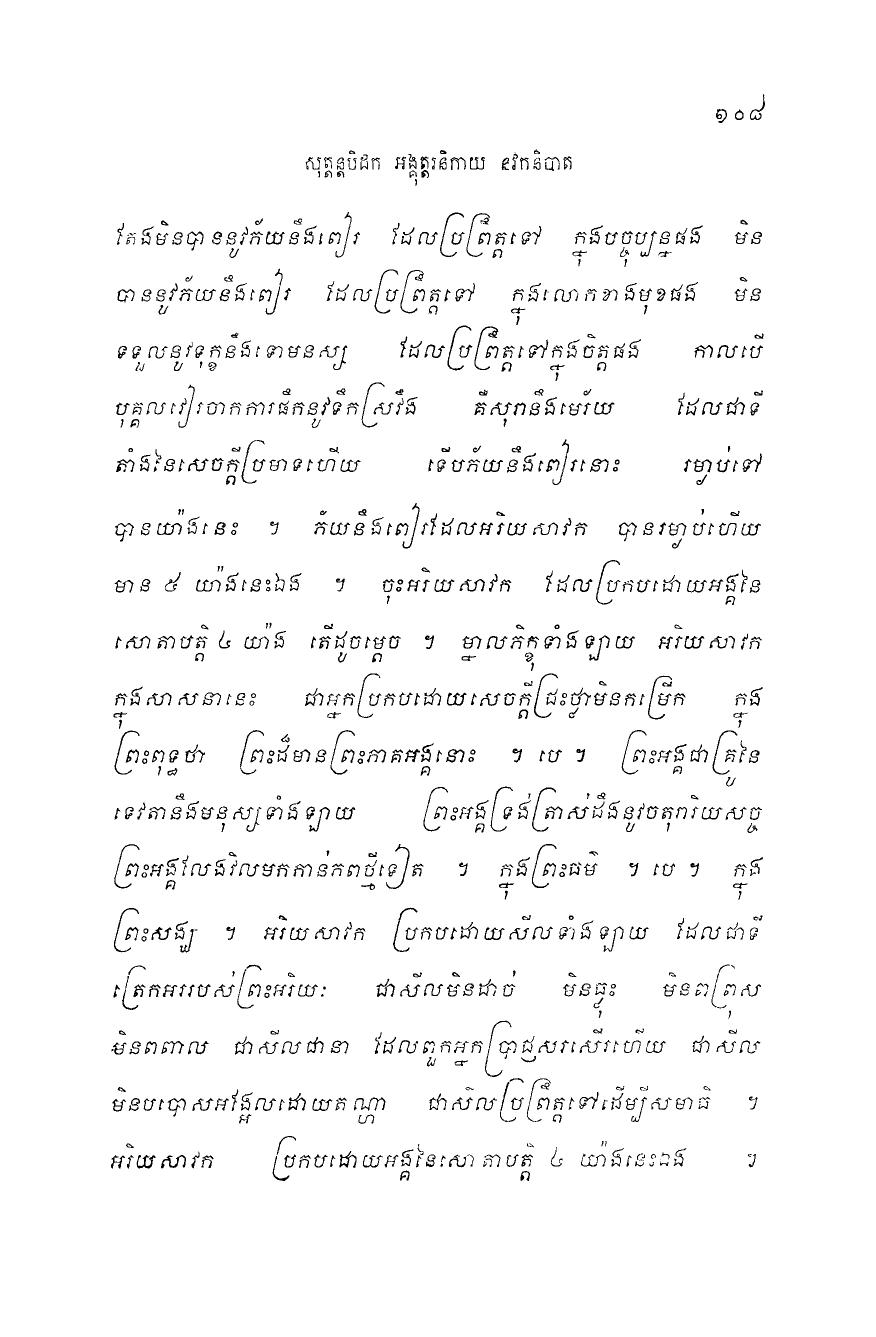 ១០៨
សុត្តន្តបិដក អង្គុត្តរនិកាយ នវកនិបាត
តែងមិនបាននូវភ័យនឹងពៀរ ដែលប្រព្រឹត្តទៅ ក្នុងបច្ចុប្បន្នផង មិន
បាននូវភ័យនឹងពៀរ ដែលប្រព្រឹត្តទៅ ក្នុងលោកខាងមុខផង មិន
ទទួលនូវទុក្ខនឹងទោមនស្ស ដែលប្រព្រឹត្តទៅក្នុងចិត្តផង កាលបើ
បុគ្គលវៀរចាកការផឹកនូវទឹកស្រវឹង គឺសុរានឹងមេរ័យ ដែលជាទី
តាំងនៃសេចក្តីប្រមាទហើយ ទើបភ័យនឹងពៀរនោះ រម្ងាប់ទៅ
បានយ៉ាងនេះ ។ ភ័យនឹងពៀរដែលអរិយសាវក បានរម្ងាប់ហើយ
មាន ៥ យ៉ាងនេះឯង ។ ចុះអរិយសាវក ដែលប្រកបដោយអង្គនៃ
សោតាបត្តិ ៤ យ៉ាង តើដូចម្តេច ។ ម្នាលភិក្ខុទាំងឡាយ អរិយសាវក
ក្នុងសាសនានេះ ជាអ្នកប្រកបដោយសេចក្តីជ្រះថ្លាមិនកម្រើក ក្នុង
ព្រះពុទ្ធថា ព្រះដ៏មានព្រះភាគអង្គនោះ ។ បេ ។ ព្រះអង្គជាគ្រូនៃ
ទេវតានឹងមនុស្សទាំងឡាយ ព្រះអង្គទ្រង់ត្រាស់ដឹងនូវចតុរារិយសច្ច
ព្រះអង្គលែងវិលមកកាន់ភពថ្មីទៀត ។ ក្នុងព្រះធម៌ ។ បេ ។ ក្នុង
ព្រះសង្ឃ ។ អរិយសាវក ប្រកបដោយសីលទាំងឡាយ ដែលជាទី
ត្រេកអររបស់ព្រះអរិយៈ ជាសីលមិនដាច់ មិនធ្លុះ មិនពព្រុស
មិនពពាល ជាសីលជានា ដែលពួកអ្នកប្រាជ្ញសរសើរហើយ ជាសីល
មិនបបោសអង្អែលដោយតណ្ហា ជាសីលប្រព្រឹត្តទៅដើម្បីសមាធិ ។
អរិយសាវក ប្រកបដោយអង្គនៃសោតាបត្តិ ៤ យ៉ាងនេះឯង ។